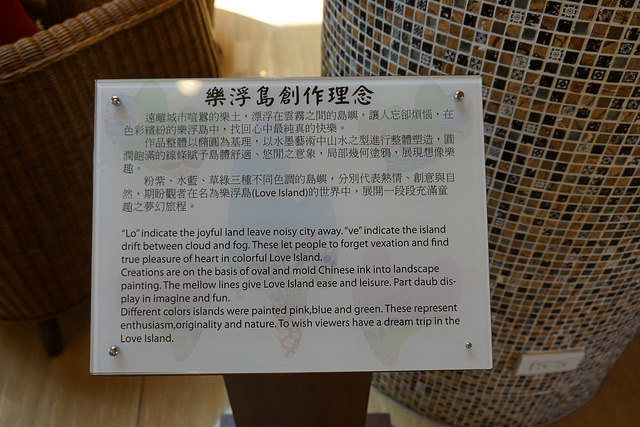 樂浮島創作理念
遠離城市喧囂的樂土，漂浮在雲霧之間的島嶼，讓人忘卻煩惱，在
色彩繽紛的樂浮島中，找回心中最純真的快樂。
作品整體以橢圓為基理，以水墨藝術中山水之型進行整體塑造，圓
潤飽滿的線條賦予島體舒適、悠閒之意象，局部幾何塗鴉，展現想像樂
趣。
粉紫、水藍、草綠三種不同色調的島嶼，分別代表熱情、創意與自
然，期盼觀者在名為樂浮島(Love Island)的世界中，展開一段段充滿童
趣之夢幻旅程。
"Lo" indicate the joyful land leave noisy city away. "ve" indicate the island
drift between cloud and fog. These let people to forget vexation and find
true pleasure of heart in colorful Love Island.
Creations are on the basis of oval and mold Chinese ink into landscape
painting. The mellow lines give Love Island ease and leisure. Part daub dis-
play in imagine and fun.
Different colors islands were painted pink,blue and green. These represent
enthusiasm,originality and nature. To wish viewers have a dream trip in the
Love Island.